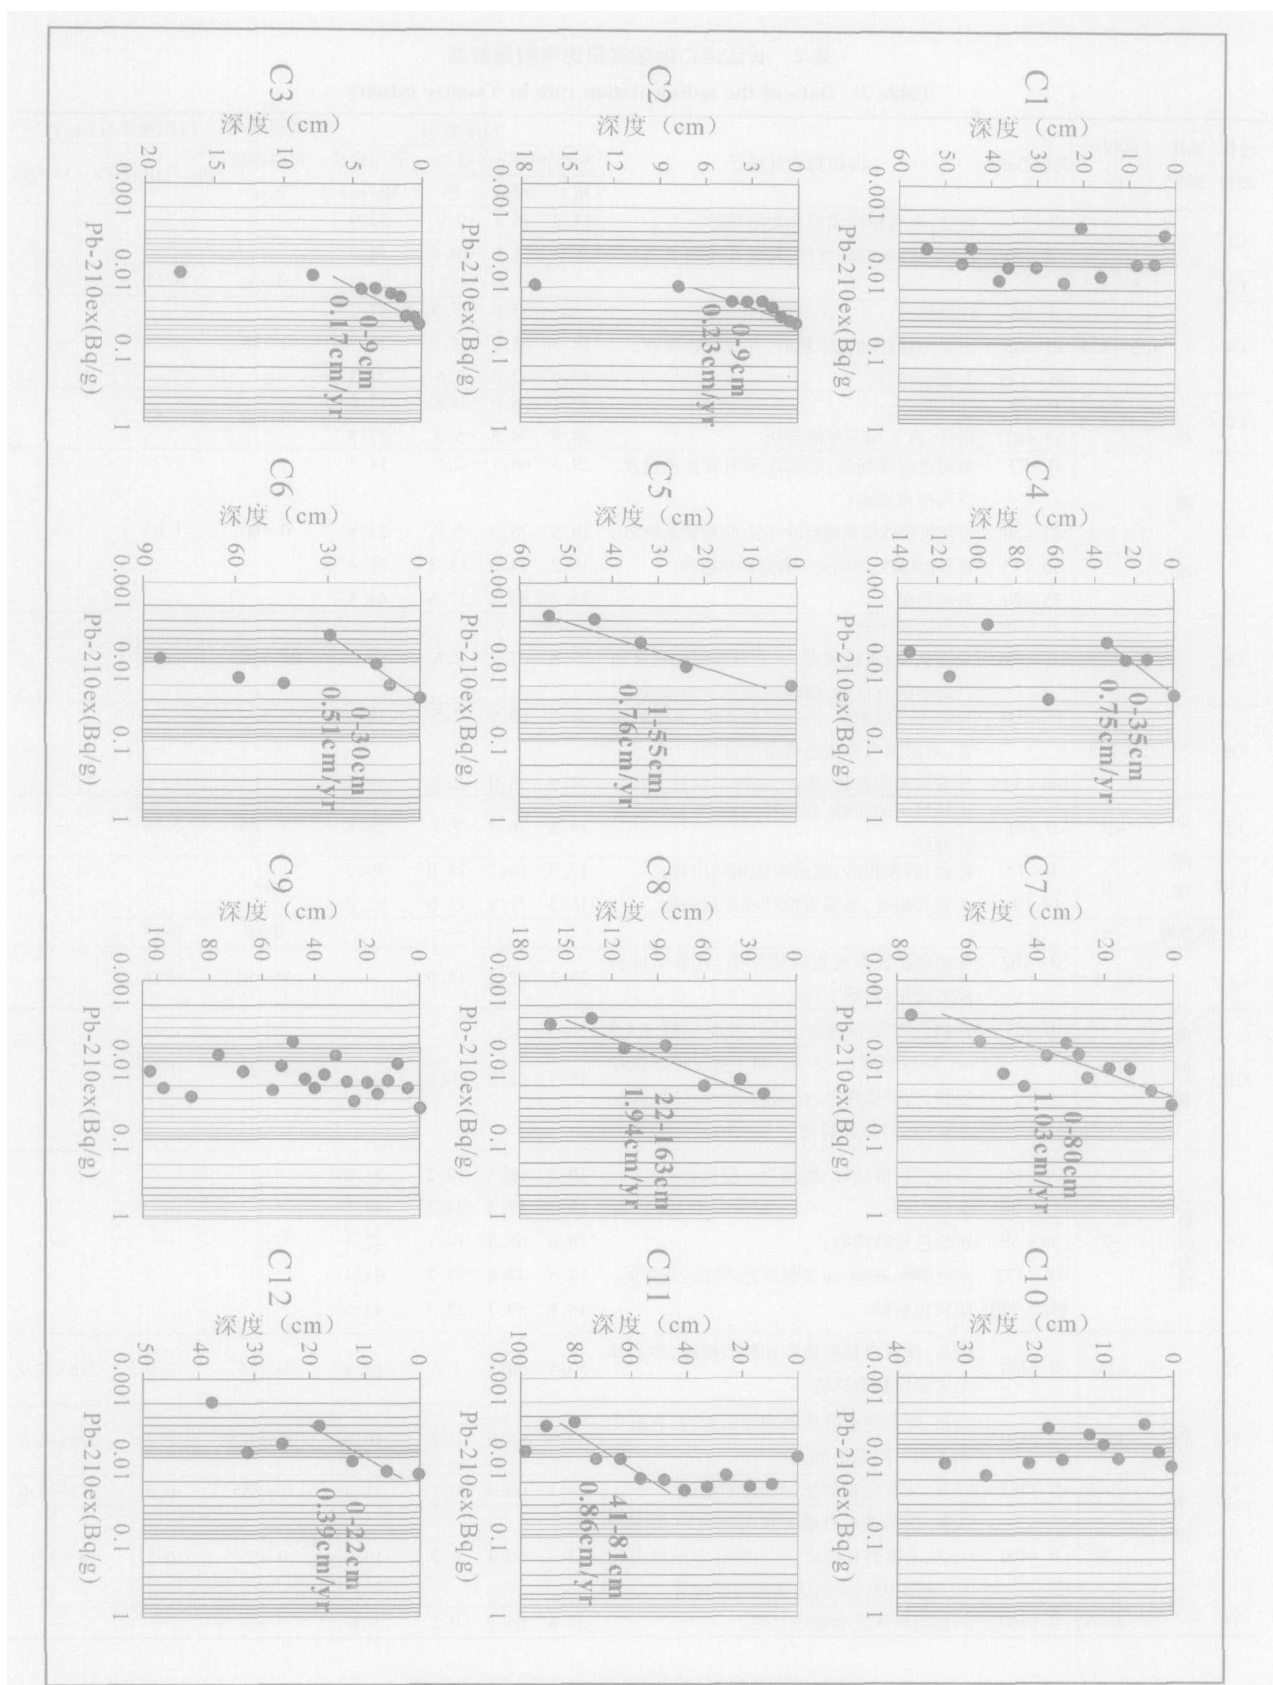 C1
深度 (cm)
60 50 40 30 20 10 0
0.001 0.01 0.1 1
Pb-210ex(Bq/g)
C2
深度 (cm)
18 15 12 9 6 3 0
0.001 0.01 0.1 1
Pb-210ex(Bq/g)
0-9cm
0.23cm/yr
C3
深度 (cm)
20 15 10 5 0
0.001 0.01 0.1 1
Pb-210ex(Bq/g)
0-9cm
0.17cm/yr
C4
深度 (cm)
140 120 100 80 60 40 20 0
0.001 0.01 0.1 1
Pb-210ex(Bq/g)
0-35cm
0.75cm/yr
C5
深度 (cm)
60 50 40 30 20 10 0
0.001 0.01 0.1 1
Pb-210ex(Bq/g)
1-55cm
0.76cm/yr
C6
深度 (cm)
90 60 30 0
0.001 0.01 0.1 1
Pb-210ex(Bq/g)
0-30cm
0.51cm/yr
C7
深度 (cm)
80 60 40 20 0
0.001 0.01 0.1 1
Pb-210ex(Bq/g)
0-80cm
1.03cm/yr
C8
深度 (cm)
180 150 120 90 60 30 0
0.001 0.01 0.1 1
Pb-210ex(Bq/g)
22-163cm
1.94cm/yr
C9
深度 (cm)
100 80 60 40 20 0
0.001 0.01 0.1 1
Pb-210ex(Bq/g)
C10
深度 (cm)
40 30 20 10 0
0.001 0.01 0.1 1
Pb-210ex(Bq/g)
C11
深度 (cm)
100 80 60 40 20 0
0.001 0.01 0.1 1
Pb-210ex(Bq/g)
41-81cm
0.86cm/yr
C12
深度 (cm)
50 40 30 20 10 0
0.001 0.01 0.1 1
Pb-210ex(Bq/g)
0-22cm
0.39cm/yr